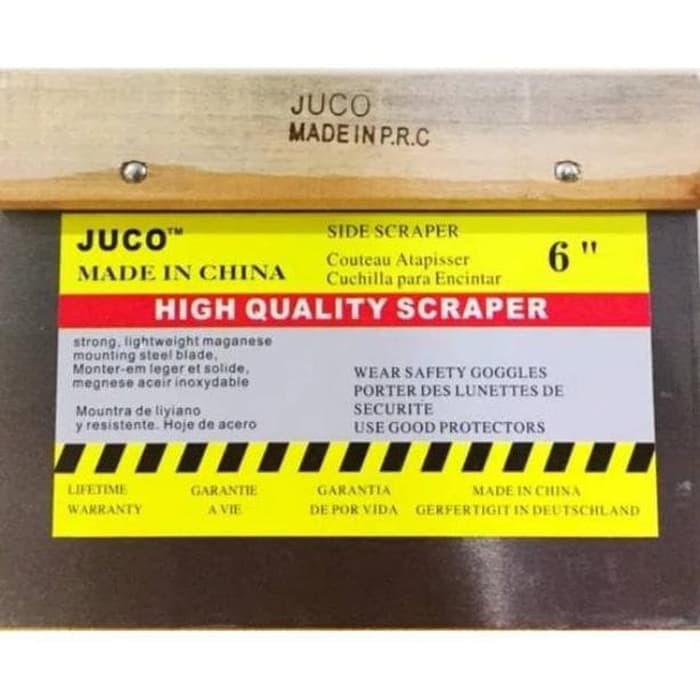 JUCO
MADE IN P.R.C
JUCO™
MADE IN CHINA
SIDE SCRAPER
Couteau Atapisser
Cuchilla para Encintar
6"
HIGH QUALITY SCRAPER
strong, lightweight maganese
mounting steel blade,
Monter-em leger et solide,
megnese aceir inoxydable
Mountra de liyiano
y resistente. Hoje de acero
WEAR SAFETY GOGGLES
PORTER DES LUNETTES DE
SECURITE
USE GOOD PROTECTORS
LIFETIME
WARRANTY
GARANTIE
A VIE
GARANTIA
DE POR VIDA
MADE IN CHINA
GERFERTIGIT IN DEUTSCHLAND